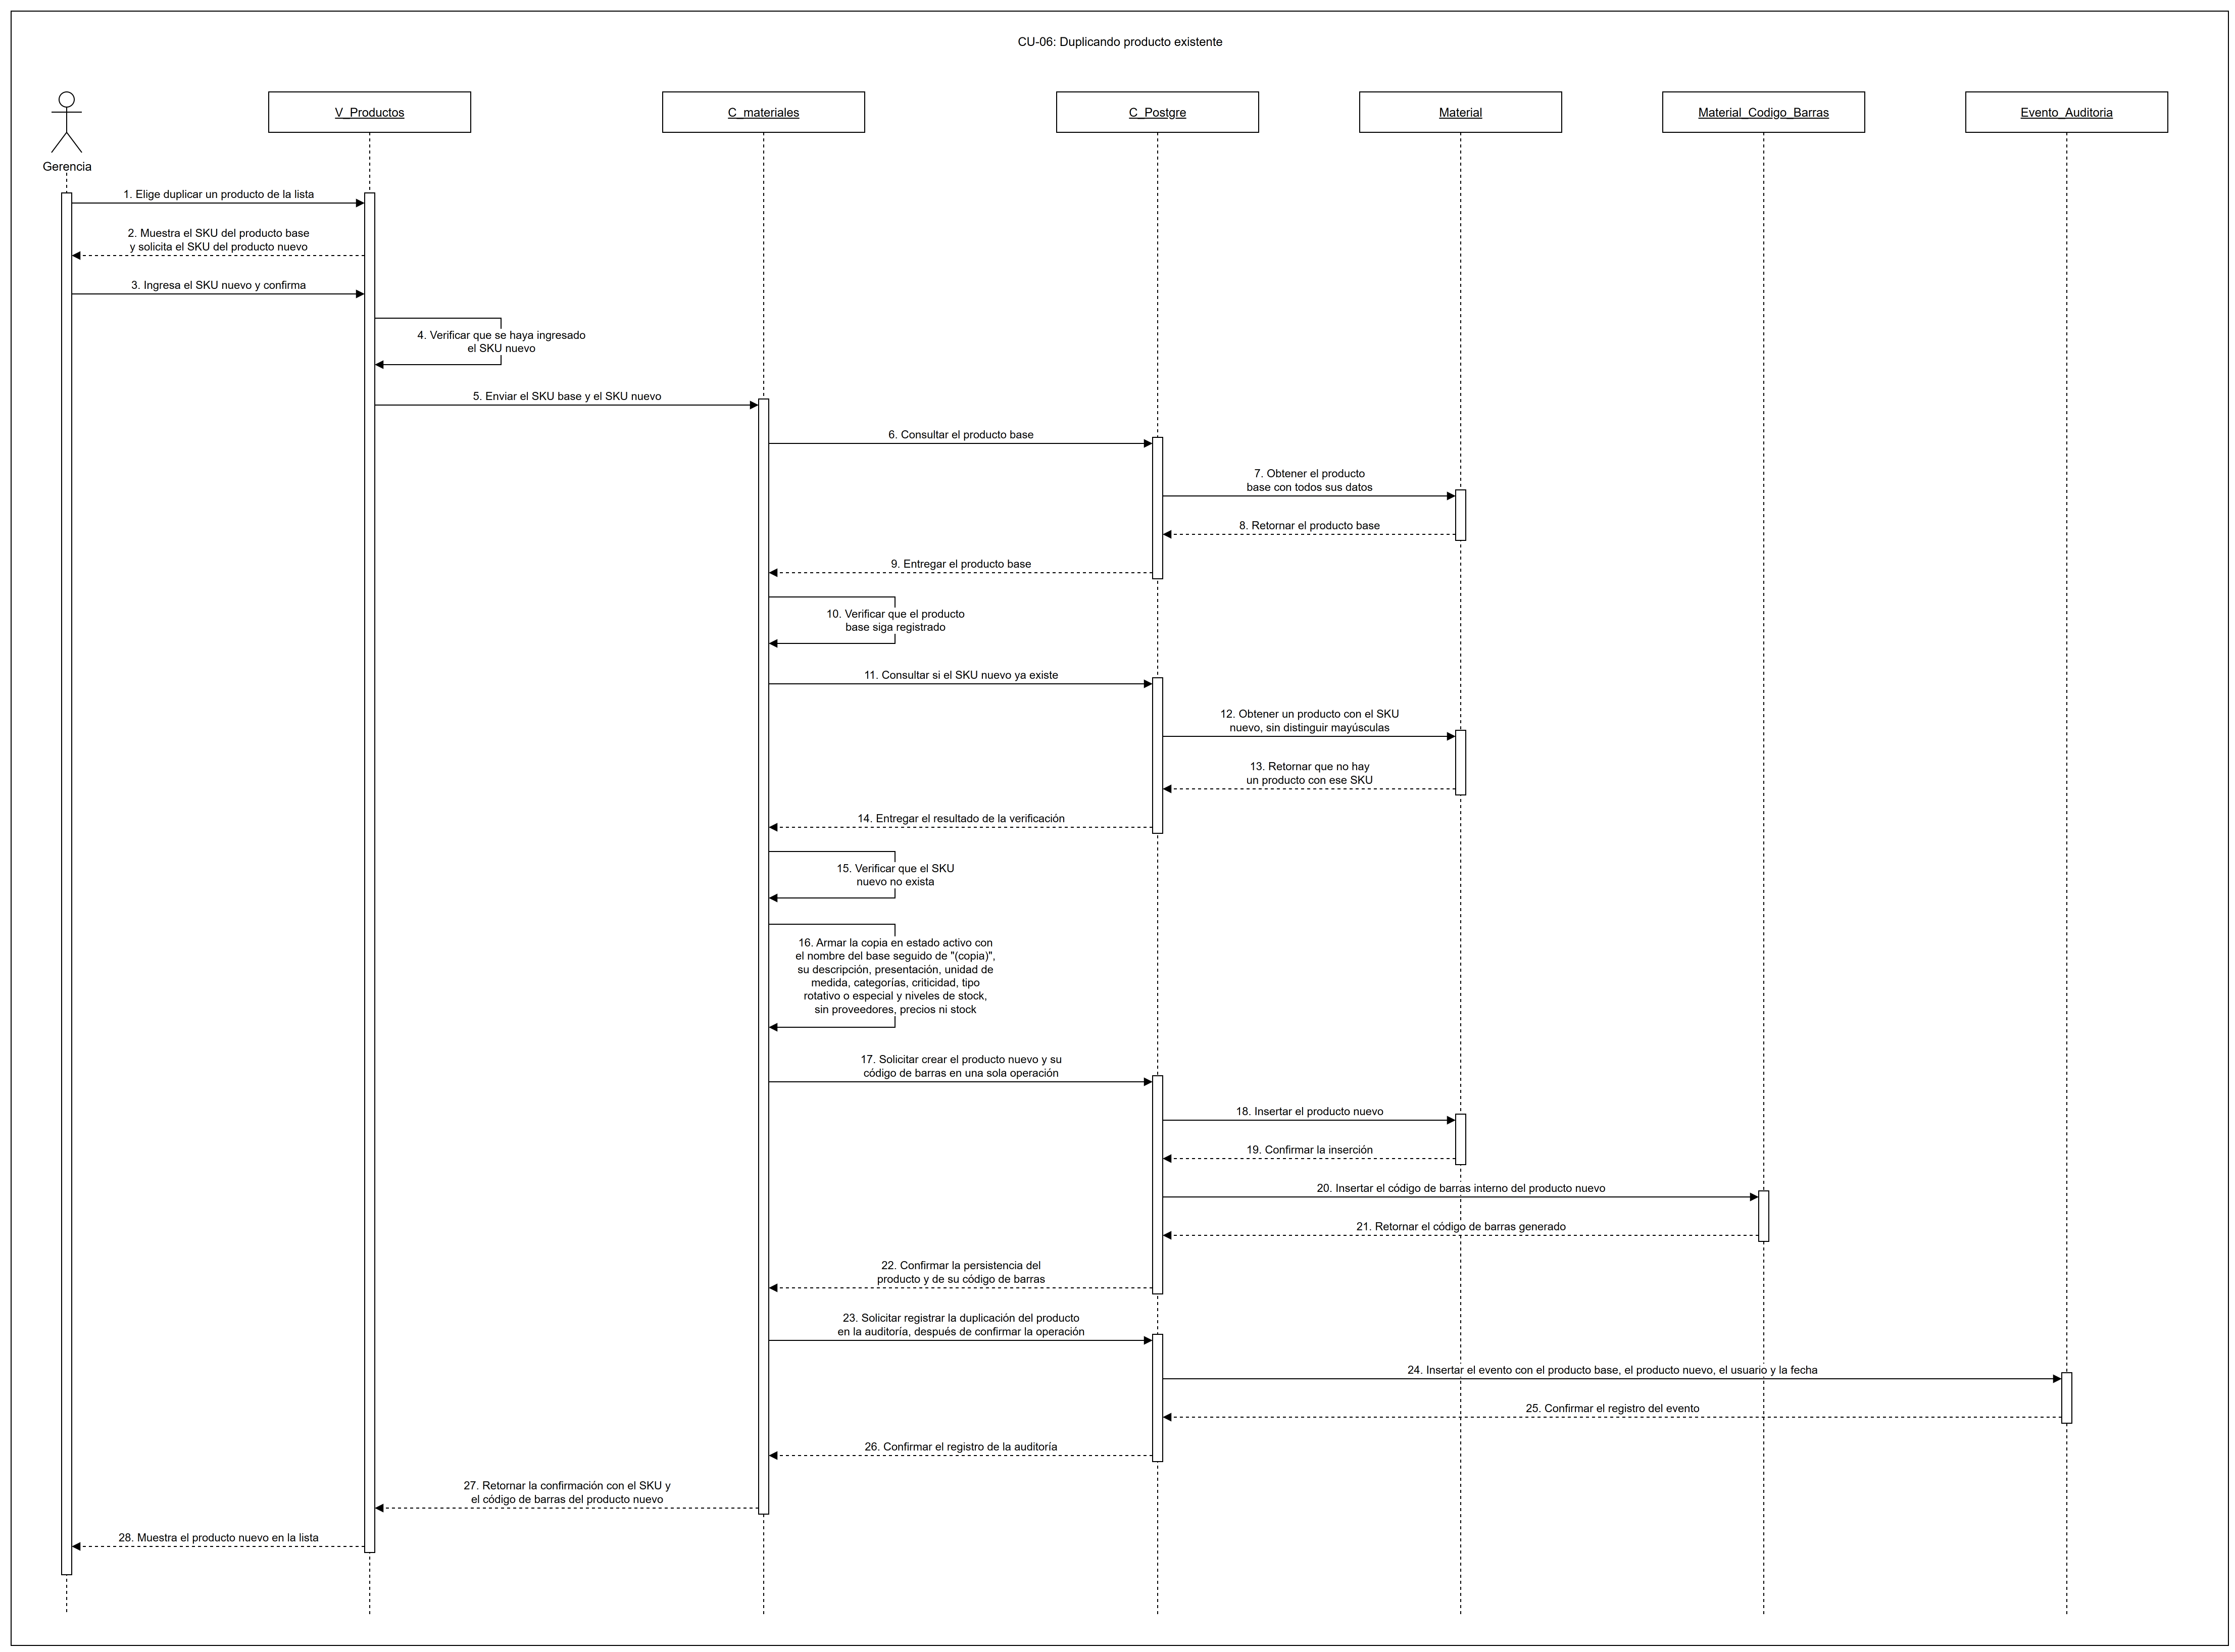 CU-06: Duplicando producto existente
Gerencia
V_Productos
C_materiales
C_Postgre
Material
Material_Codigo_Barras
Evento_Auditoria
1. Elige duplicar un producto de la lista
2. Muestra el SKU del producto base
y solicita el SKU del producto nuevo
3. Ingresa el SKU nuevo y confirma
4. Verificar que se haya ingresado
el SKU nuevo
5. Enviar el SKU base y el SKU nuevo
6. Consultar el producto base
7. Obtener el producto
base con todos sus datos
8. Retornar el producto base
9. Entregar el producto base
10. Verificar que el producto
base siga registrado
11. Consultar si el SKU nuevo ya existe
12. Obtener un producto con el SKU
nuevo, sin distinguir mayúsculas
13. Retornar que no hay
un producto con ese SKU
14. Entregar el resultado de la verificación
15. Verificar que el SKU
nuevo no exista
16. Armar la copia en estado activo con
el nombre del base seguido de "(copia)",
su descripción, presentación, unidad de
medida, categorías, criticidad, tipo
rotativo o especial y niveles de stock,
sin proveedores, precios ni stock
17. Solicitar crear el producto nuevo y su
código de barras en una sola operación
18. Insertar el producto nuevo
19. Confirmar la inserción
20. Insertar el código de barras interno del producto nuevo
21. Retornar el código de barras generado
22. Confirmar la persistencia del
producto y de su código de barras
23. Solicitar registrar la duplicación del producto
en la auditoría, después de confirmar la operación
24. Insertar el evento con el producto base, el producto nuevo, el usuario y la fecha
25. Confirmar el registro del evento
26. Confirmar el registro de la auditoría
27. Retornar la confirmación con el SKU y
el código de barras del producto nuevo
28. Muestra el producto nuevo en la lista